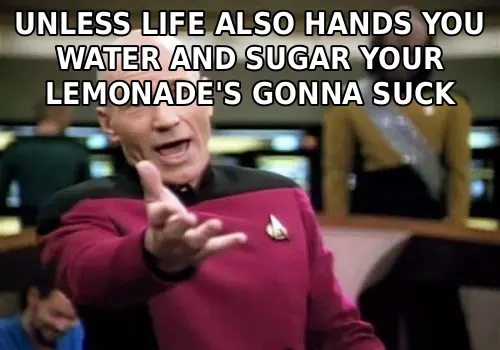 UNLESS LIFE ALSO HANDS YOU
WATER AND SUGAR YOUR
LEMONADE'S GONNA SUCK